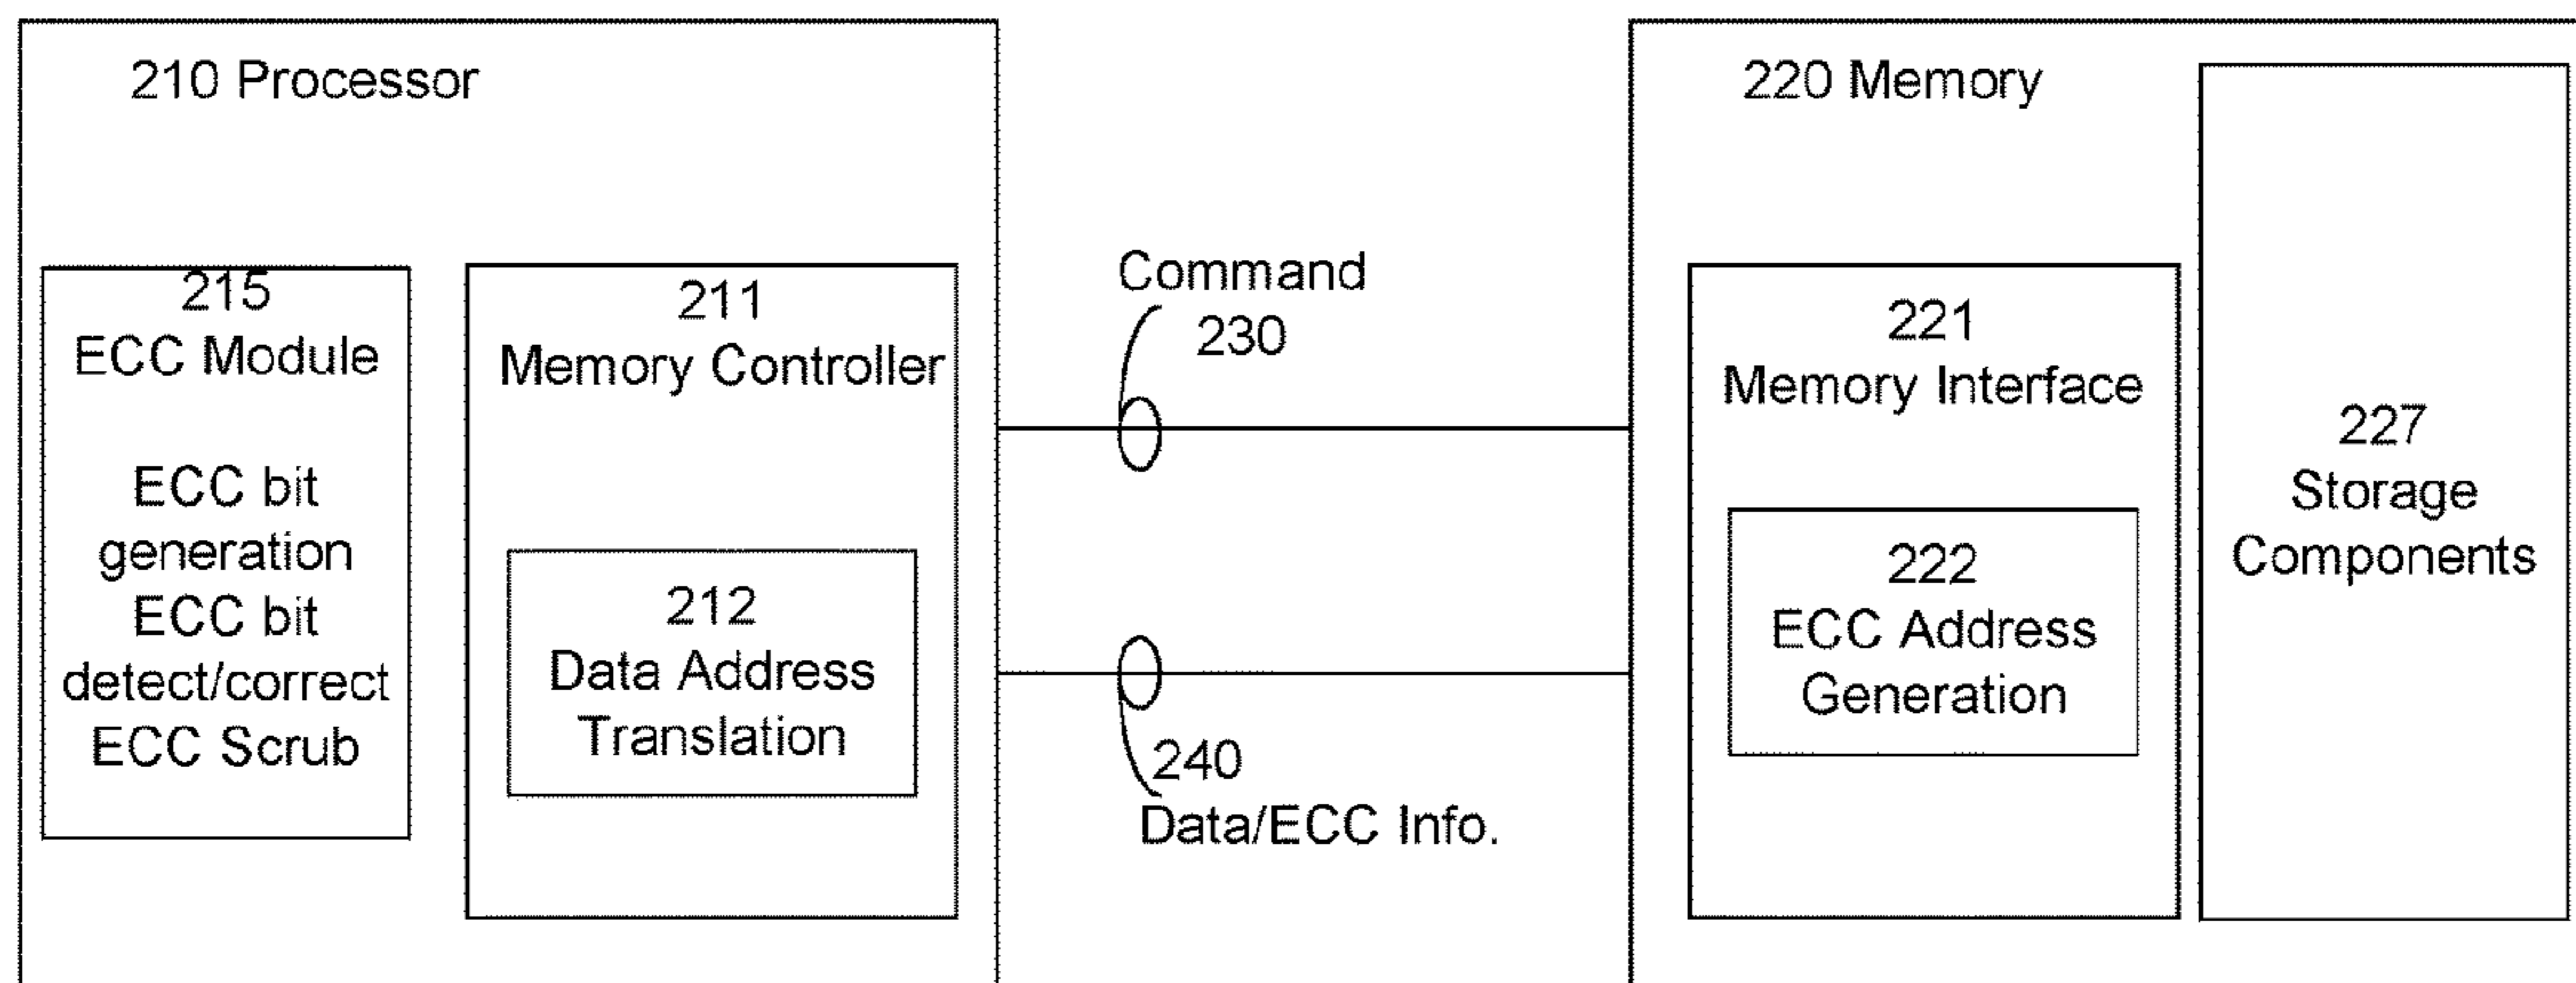 210 Processor
215
ECC Module
ECC bit
generation
ECC bit
detect/correct
ECC Scrub
211
Memory Controller
212
Data Address
Translation
Command
230
240
Data/ECC Info.
220 Memory
221
Memory Interface
222
ECC Address
Generation
227
Storage
Components